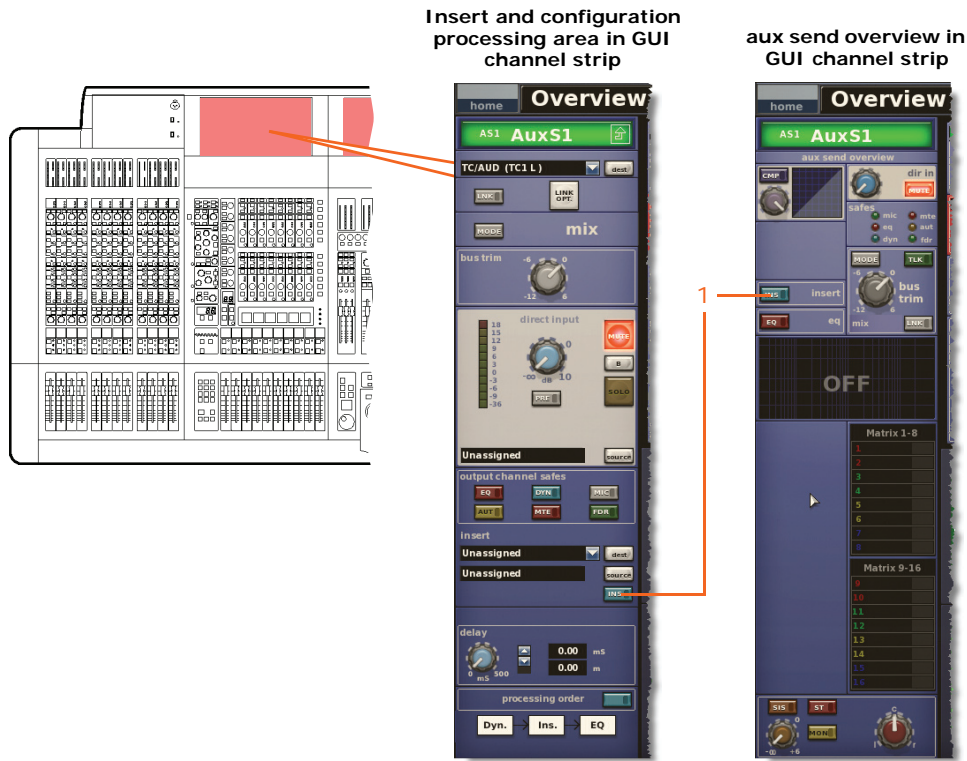 Insert and configuration
processing area in GUI
channel strip
aux send overview in
GUI channel strip
home Overview
AS1 AuxS1
TC/AUD (TC1 L) dest
LNK LINK OPT.
MODE mix
bus trim
-6 0
-12 6
direct input
18
15
12
9
6
3
0
-3
-6
-9
-36
0
-∞ dB 10
PRE
MUTE
B
SOLO
Unassigned source
output channel safes
EQ DYN MIC
AUT MTE FDR
insert
Unassigned dest
Unassigned source
INS
delay
0 mS 500
0.00 mS
0.00 m
processing order
Dyn. Ins. EQ
1
home Overview
AS1 AuxS1
aux send overview
CMP dir in
MUTE
safes
mic mte
eq aut
dyn fdr
MODE TLK
-6 0
bus
trim
-12 6
mix LNK
INS insert
EQ eq
OFF
Matrix 1-8
1
2
3
4
5
6
7
8
Matrix 9-16
9
10
11
12
13
14
15
16
SIS ST
0
MON
-∞ +6
C
l r